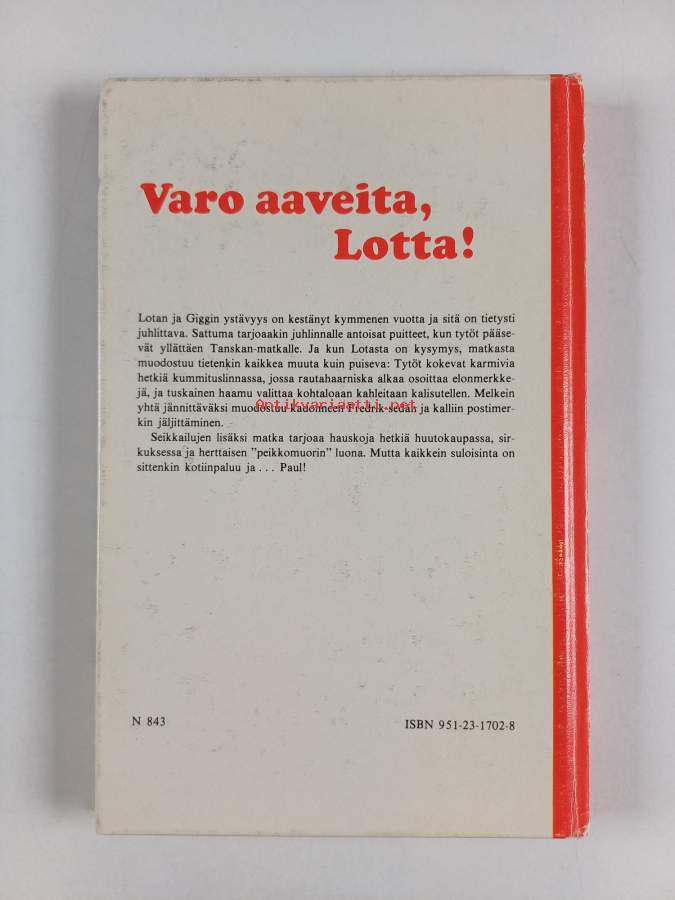 Varo aaveita,
Lotta!
Lotan ja Giggin ystävyys on kestänyt kymmenen vuotta ja sitä on tietysti
juhlittava. Sattuma tarjoaakin juhlinnalle antoisat puitteet, kun tytöt pääse-
vät yllättäen Tanskan-matkalle. Ja kun Lotasta on kysymys, matkasta
muodostuu tietenkin kaikkea muuta kuin puiseva: Tytöt kokevat karmivia
hetkiä kummituslinnassa, jossa rautahaarniska alkaa osoittaa elonmerkke-
jä, ja tuskainen haamu valittaa kohtaloaan kahleitaan kalisutellen. Melkein
yhtä jännittäväksi muodostuu kadonneen Fredrik-sedän ja kalliin postimer-
kin jäljittäminen.
Seikkailujen lisäksi matka tarjoaa hauskoja hetkiä huutokaupassa, sir-
kuksessa ja herttaisen "peikkomuorin" luona. Mutta kaikkein suloisinta on
sittenkin kotiinpaluu ja... Paul!
Antikvariaatti.net
N 843
ISBN 951-23-1702-8